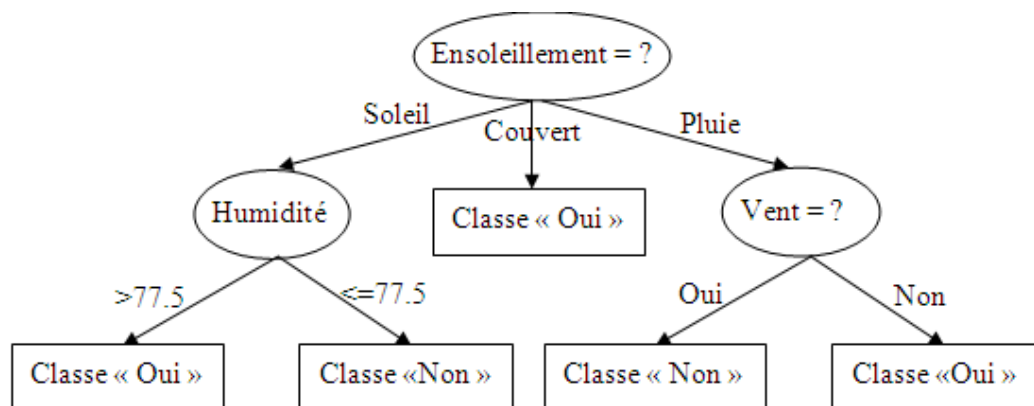 Ensoleillement = ?
Soleil
Couvert
Pluie
Humidité
Classe « Oui »
Vent = ?
>77.5
<=77.5
Oui
Non
Classe « Oui »
Classe «Non »
Classe « Non »
Classe «Oui »